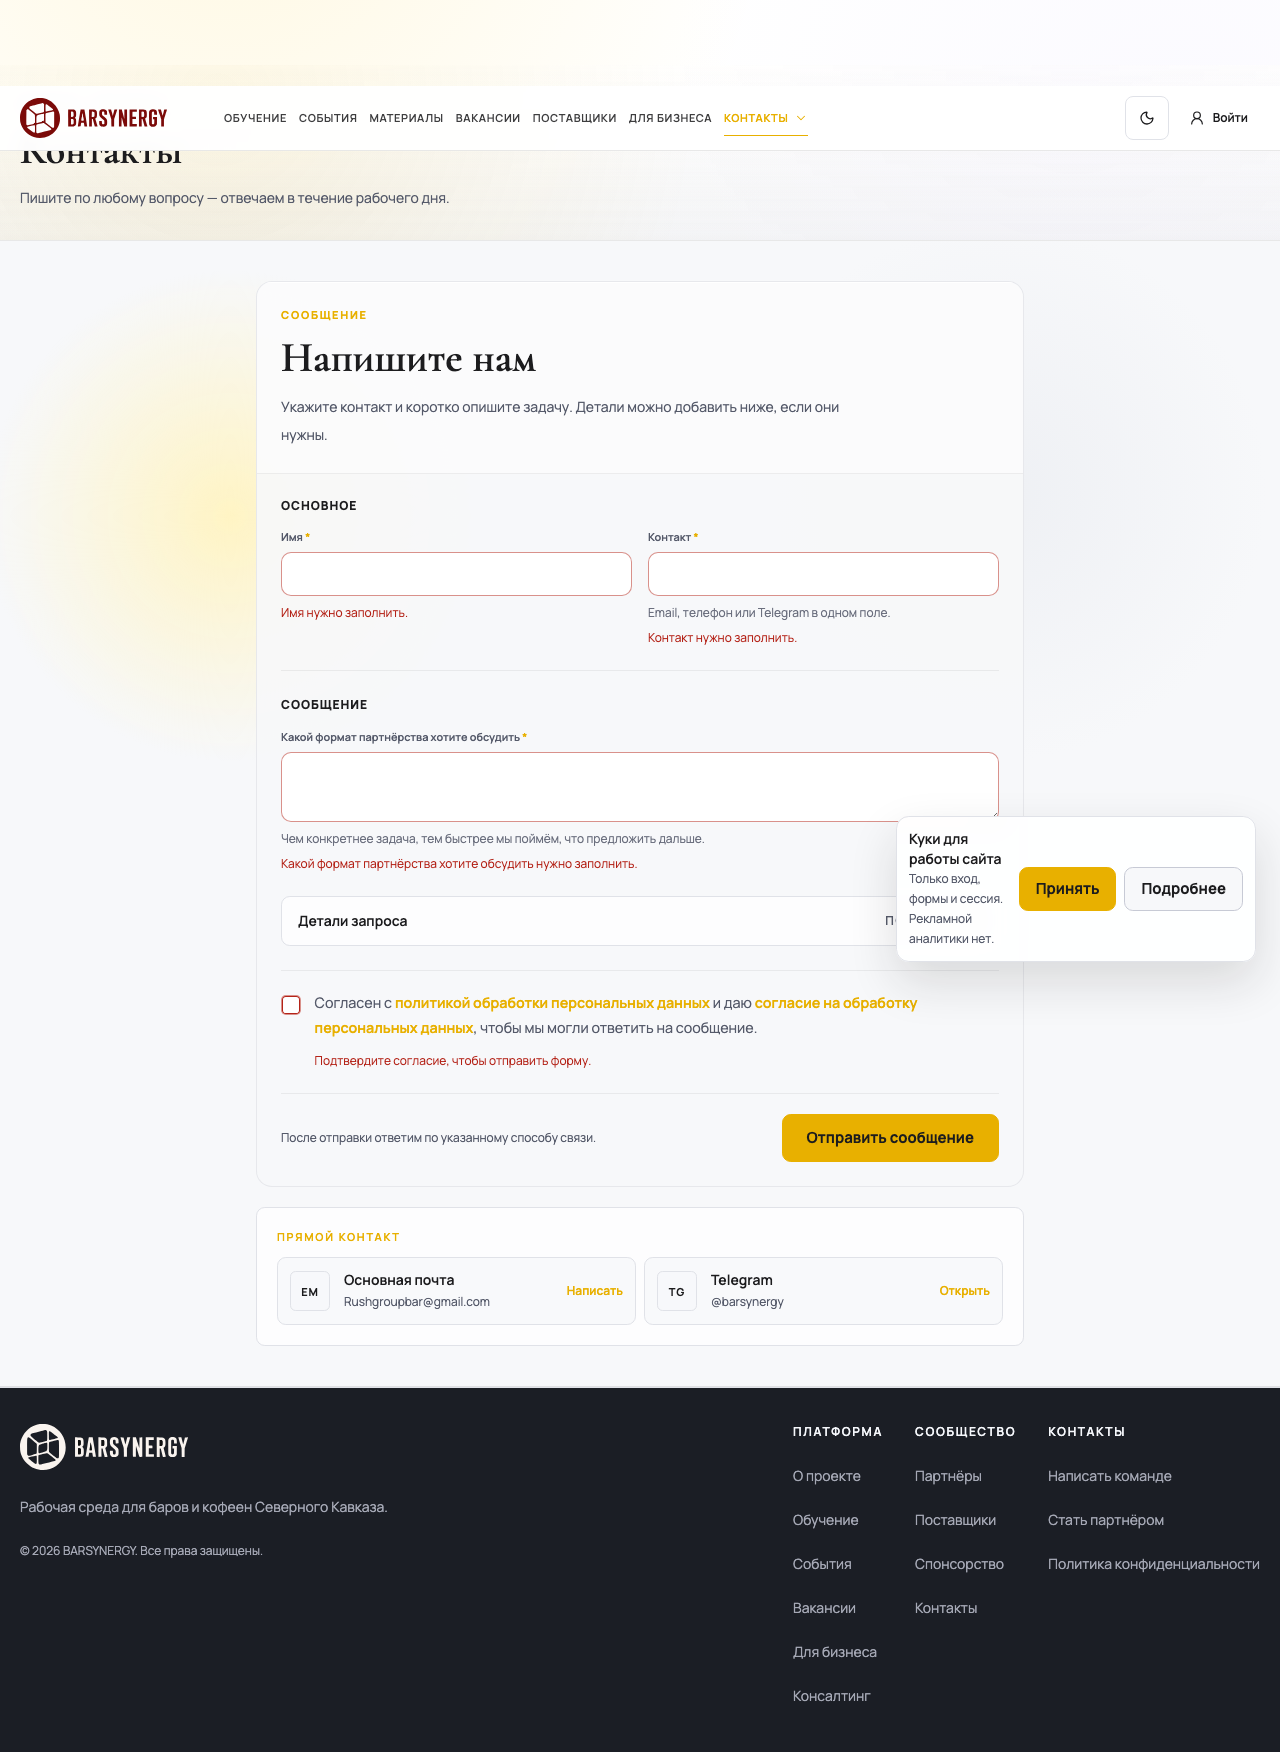 BARSYNERGY
ОБУЧЕНИЕ СОБЫТИЯ МАТЕРИАЛЫ ВАКАНСИИ ПОСТАВЩИКИ ДЛЯ БИЗНЕСА КОНТАКТЫ
Войти
Контакты
Пишите по любому вопросу — отвечаем в течение рабочего дня.
СООБЩЕНИЕ
Напишите нам
Укажите контакт и коротко опишите задачу. Детали можно добавить ниже, если они
нужны.
ОСНОВНОЕ
Имя * Контакт *
Имя нужно заполнить. Email, телефон или Telegram в одном поле.
Контакт нужно заполнить.
СООБЩЕНИЕ
Какой формат партнёрства хотите обсудить *
Чем конкретнее задача, тем быстрее мы поймём, что предложить дальше.
Какой формат партнёрства хотите обсудить нужно заполнить.
Детали запроса
Куки для
работы сайта
Только вход,
формы и сессия.
Рекламной
аналитики нет.
Принять Подробнее
Согласен с политикой обработки персональных данных и даю согласие на обработку
персональных данных, чтобы мы могли ответить на сообщение.
Подтвердите согласие, чтобы отправить форму.
После отправки ответим по указанному способу связи. Отправить сообщение
ПРЯМОЙ КОНТАКТ
EM Основная почта Написать
Rushgroupbar@gmail.com
TG Telegram Открыть
@barsynergy
BARSYNERGY
Рабочая среда для баров и кофеен Северного Кавказа.
© 2026 BARSYNERGY. Все права защищены.
ПЛАТФОРМА
О проекте
Обучение
События
Вакансии
Для бизнеса
Консалтинг
СООБЩЕСТВО
Партнёры
Поставщики
Спонсорство
Контакты
КОНТАКТЫ
Написать команде
Стать партнёром
Политика конфиденциальности